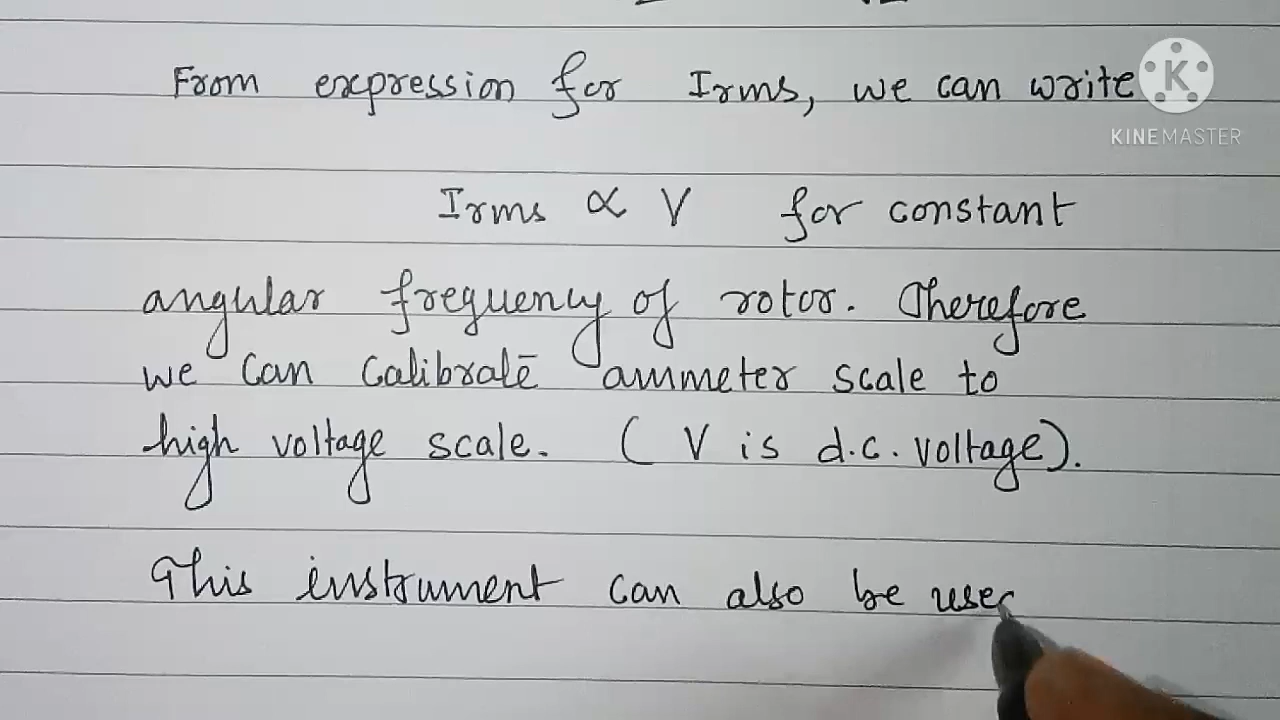 From expression for Irms, we can write
K
KINEMASTER
Irms ∝ V for constant
angular frequency of rotor. Therefore
we can calibrate ammeter scale to
high voltage scale. ( V is d.c. voltage).
This instrument can also be use